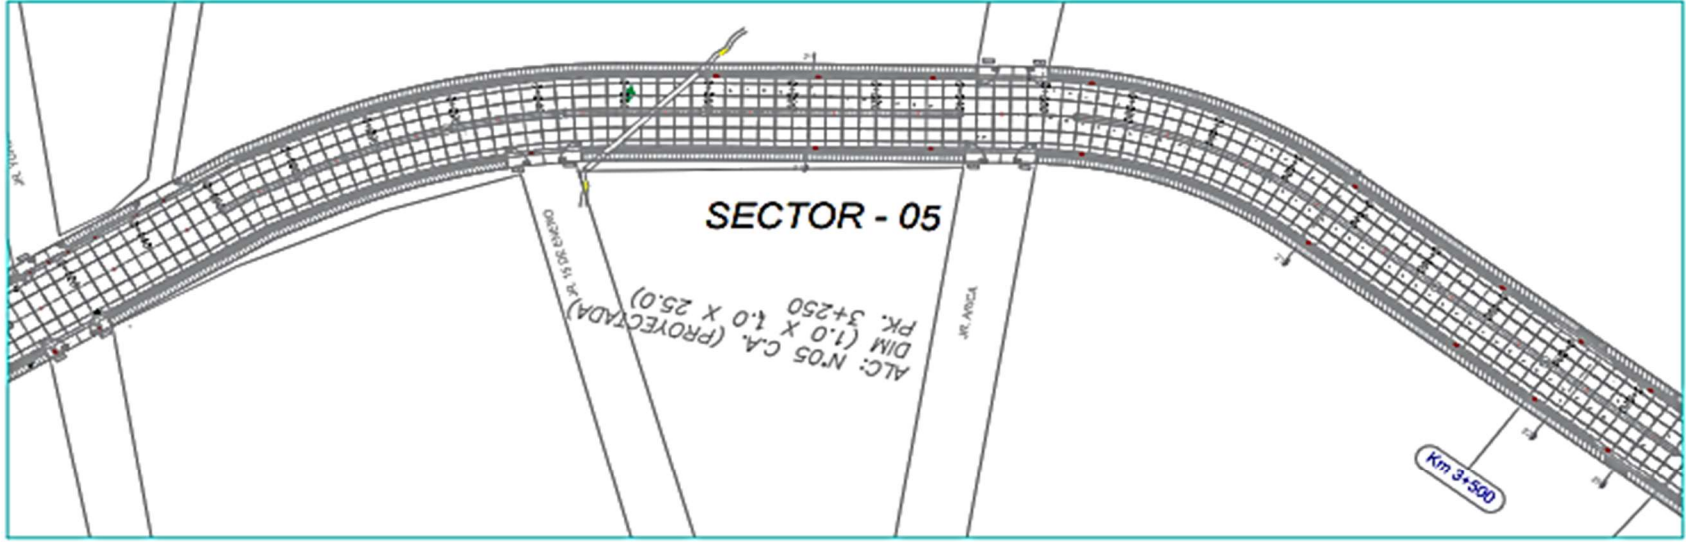 SECTOR - 05
JR. 15 DE ENERO
ALC: N°05 C.A. (PROYECTADA)
DIM (1.0 X 1.0 X 25.0)
PK. 3+250
JR. ARICA
Km 3+500